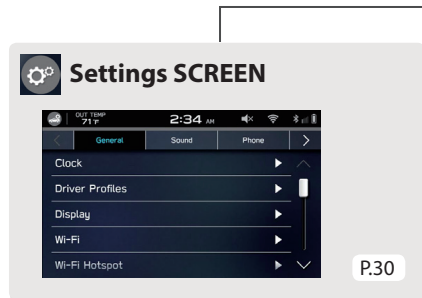 Settings SCREEN
OUT TEMP
71°F
2:34 AM
General Sound Phone
Clock
Driver Profiles
Display
Wi-Fi
Wi-Fi Hotspot
P.30